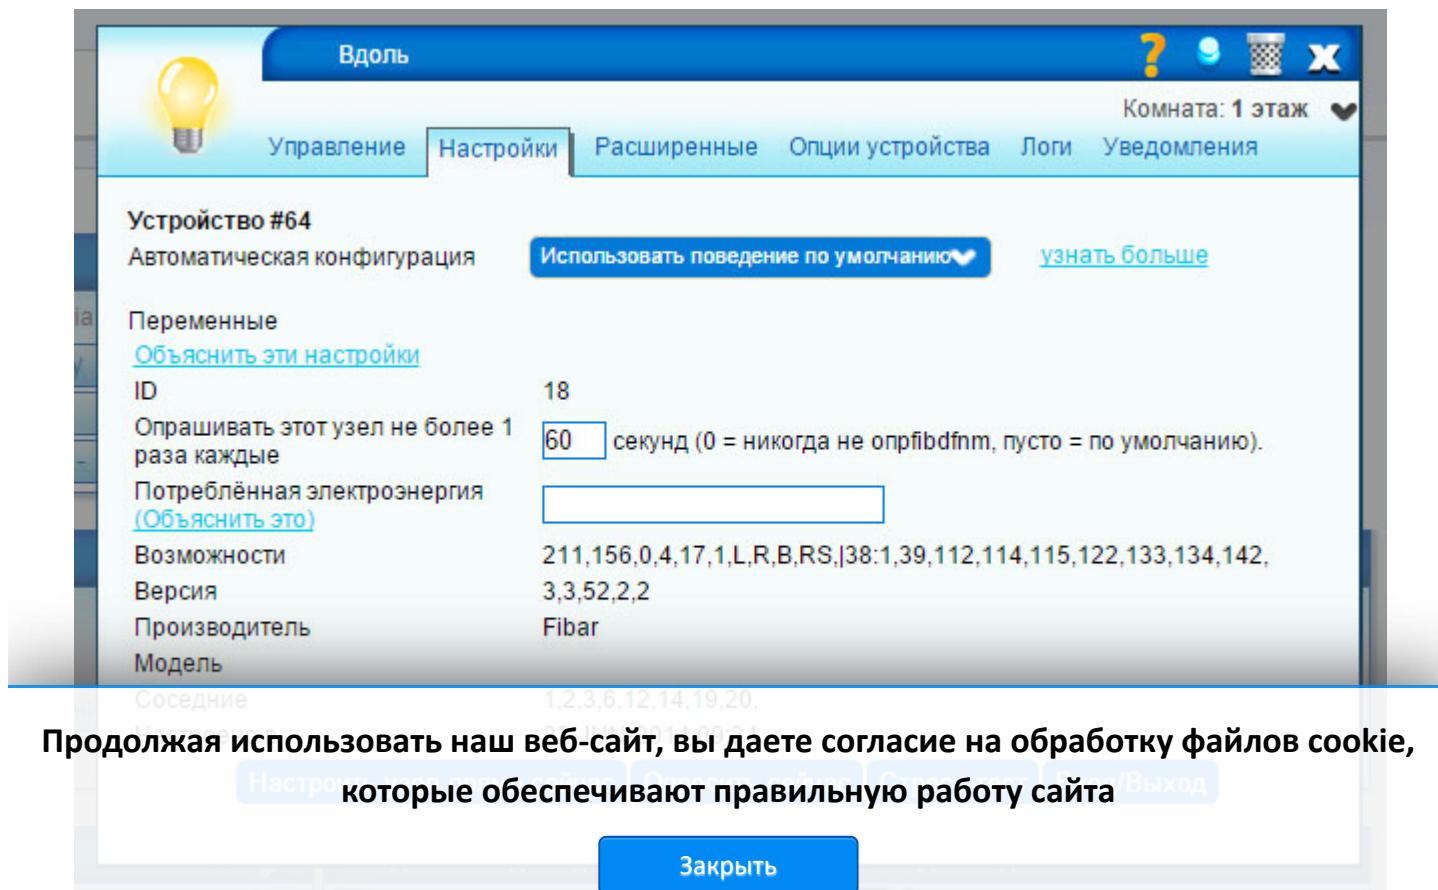 Вдоль
Комната: 1 этаж
Управление Настройки Расширенные Опции устройства Логи Уведомления
Устройство #64
Автоматическая конфигурация Использовать поведение по умолчанию узнать больше
Переменные
Объяснить эти настройки
ID 18
Опрашивать этот узел не более 1
раза каждые 60 секунд (0 = никогда не опрfibdfnm, пусто = по умолчанию).
Потреблённая электроэнергия
(Объяснить это)
Возможности 211,156,0,4,17,1,L,R,B,RS,|38:1,39,112,114,115,122,133,134,142,
Версия 3,3,52,2,2
Производитель Fibar
Модель
Соседние 1,2,3,6,12,14,19,20,
Продолжая использовать наш веб-сайт, вы даете согласие на обработку файлов cookie,
которые обеспечивают правильную работу сайта
Закрыть